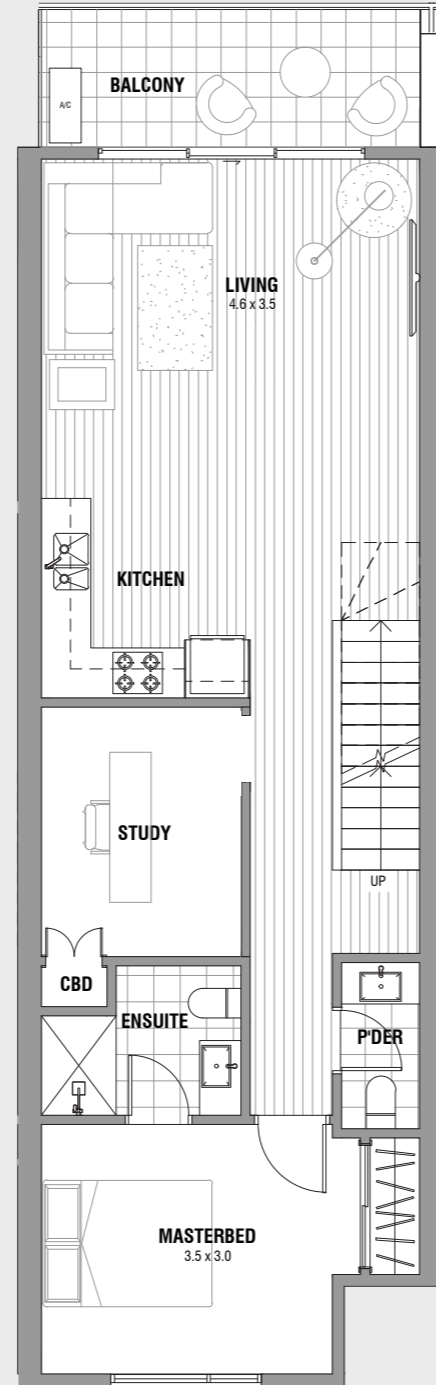 BALCONY
A/C
LIVING
4.6 x 3.5
KITCHEN
STUDY
UP
CBD
ENSUITE
P'DER
MASTERBED
3.5 x 3.0